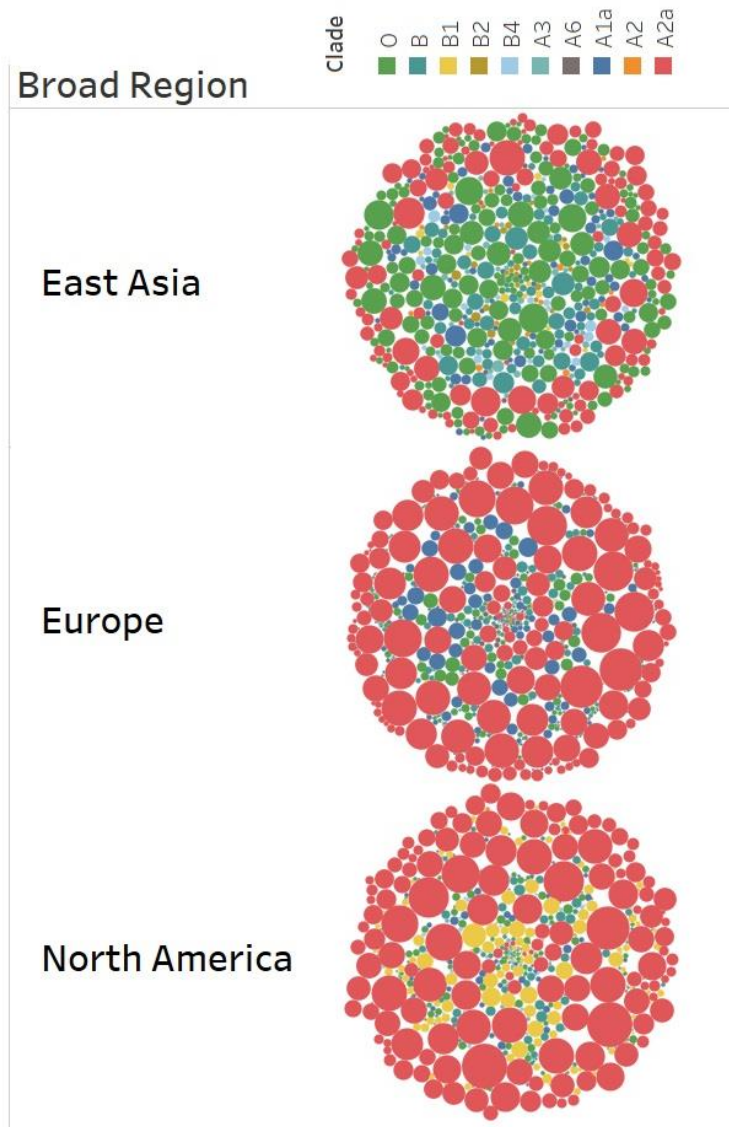 Clade
O
B
B1
B2
B4
A3
A6
A1a
A2
A2a
Broad Region
East Asia
Europe
North America